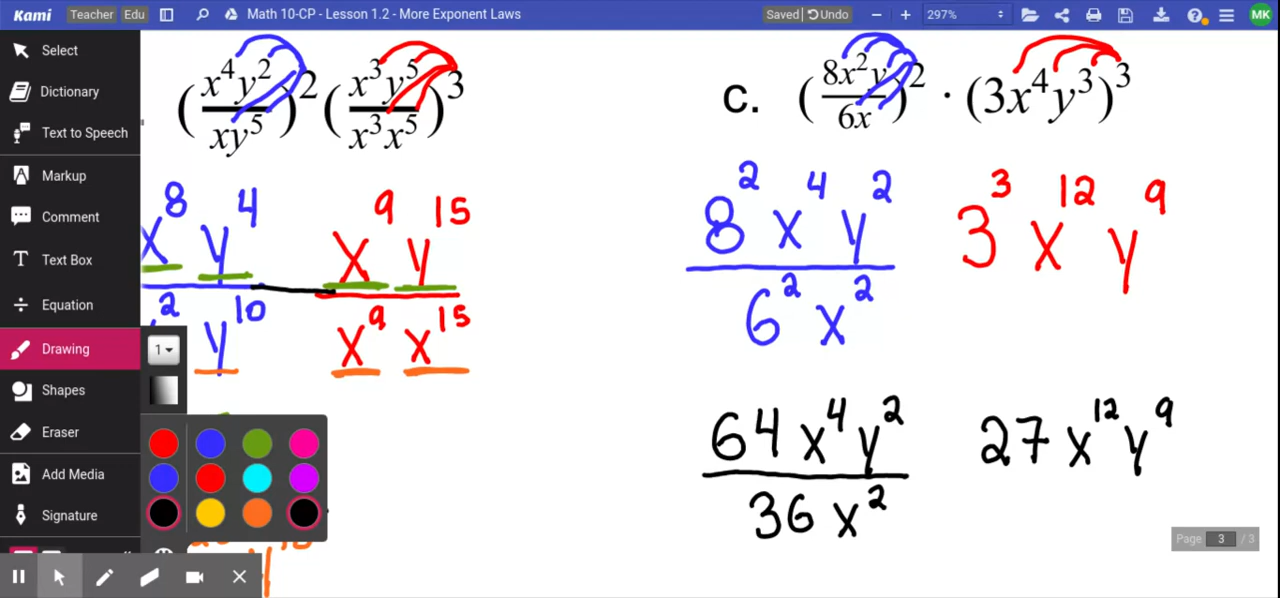 Kami Teacher Edu Math 10-CP - Lesson 1.2 - More Exponent Laws Saved Undo − + 297% MK
Select
Dictionary
Text to Speech
Markup
Comment
Text Box
Equation
Drawing
1
Shapes
Eraser
Add Media
Signature
(x⁴y²/xy⁵)² (x³y⁵/x³x⁵)³
x⁸ y⁴ x⁹ y¹⁵
² y¹⁰ x⁹ x¹⁵
c. (8x²y/6x)² · (3x⁴y³)³
8² x⁴ y² 3³ x¹² y⁹
6² x²
64 x⁴ y² 27 x¹² y⁹
36 x²
Page 3 / 3